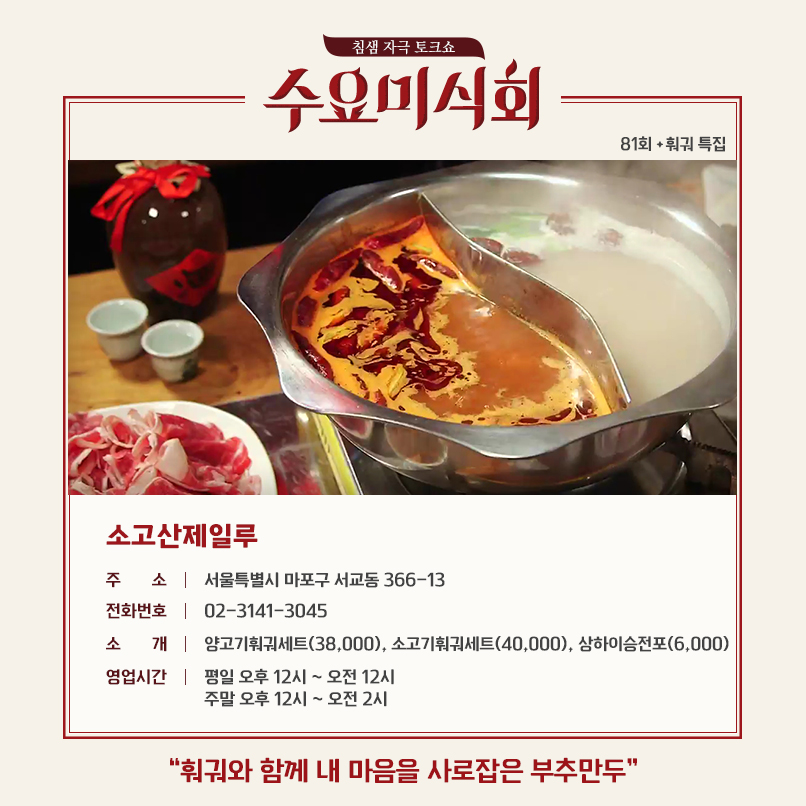 침샘 자극 토크쇼
수요미식회
81회 + 훠궈 특집
소고산제일루
주 소 | 서울특별시 마포구 서교동 366-13
전화번호 | 02-3141-3045
소 개 | 양고기훠궈세트(38,000), 소고기훠궈세트(40,000), 상하이승전포(6,000)
영업시간 | 평일 오후 12시 ~ 오전 12시
주말 오후 12시 ~ 오전 2시
“훠궈와 함께 내 마음을 사로잡은 부추만두”